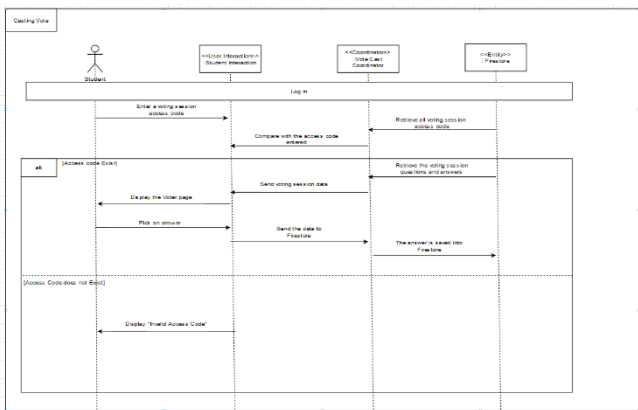 Casting Vote
<<User Interaction>>
:Student Interaction
<<Coordinator>>
:Vote Cast
Coordinator
<<Entity>>
: Firestore
Student
Log In
Enter a voting session
access code
Retrieve all voting session
access code
Compare with the access code
entered
alt
[Access code Exist]
Retrieve the voting session
questions and answers
Send voting session data
Display the Voter page
Pick an answer
Send the data to
Firestore
The answer is saved into
Firestore
[Access Code does not Exist]
Display "Invalid Access Code"